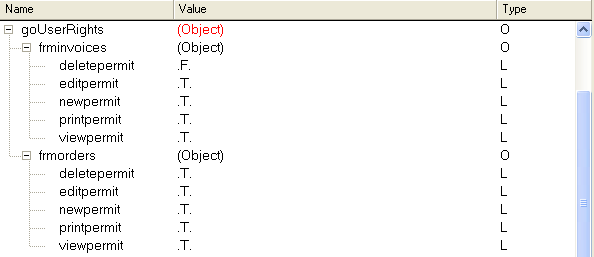 Name Value Type
goUserRights (Object) O
frminvoices (Object) O
deletepermit .F. L
editpermit .T. L
newpermit .T. L
printpermit .T. L
viewpermit .T. L
frmorders (Object) O
deletepermit .T. L
editpermit .T. L
newpermit .T. L
printpermit .T. L
viewpermit .T. L